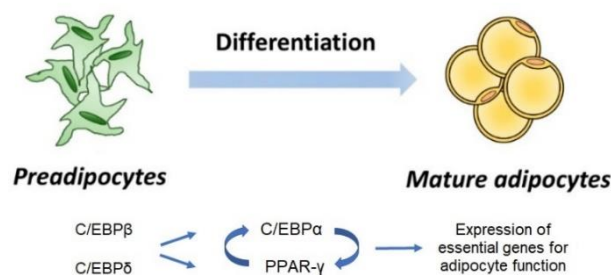 Differentiation
Preadipocytes
Mature adipocytes
C/EBPβ
C/EBPδ
C/EBPα
PPAR-γ
Expression of
essential genes for
adipocyte function